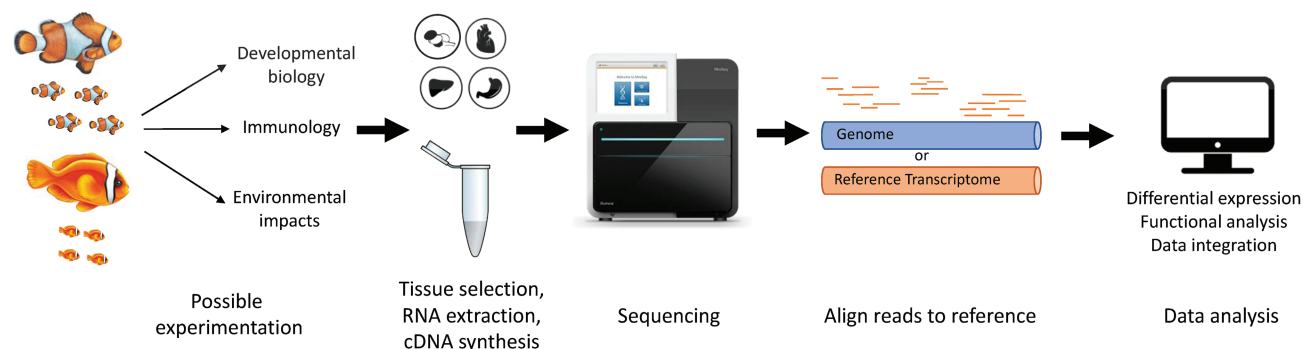 Developmental
biology
Immunology
Environmental
impacts
Genome
or
Reference Transcriptome
Differential expression
Functional analysis
Data integration
Possible
experimentation
Tissue selection,
RNA extraction,
cDNA synthesis
Sequencing
Align reads to reference
Data analysis